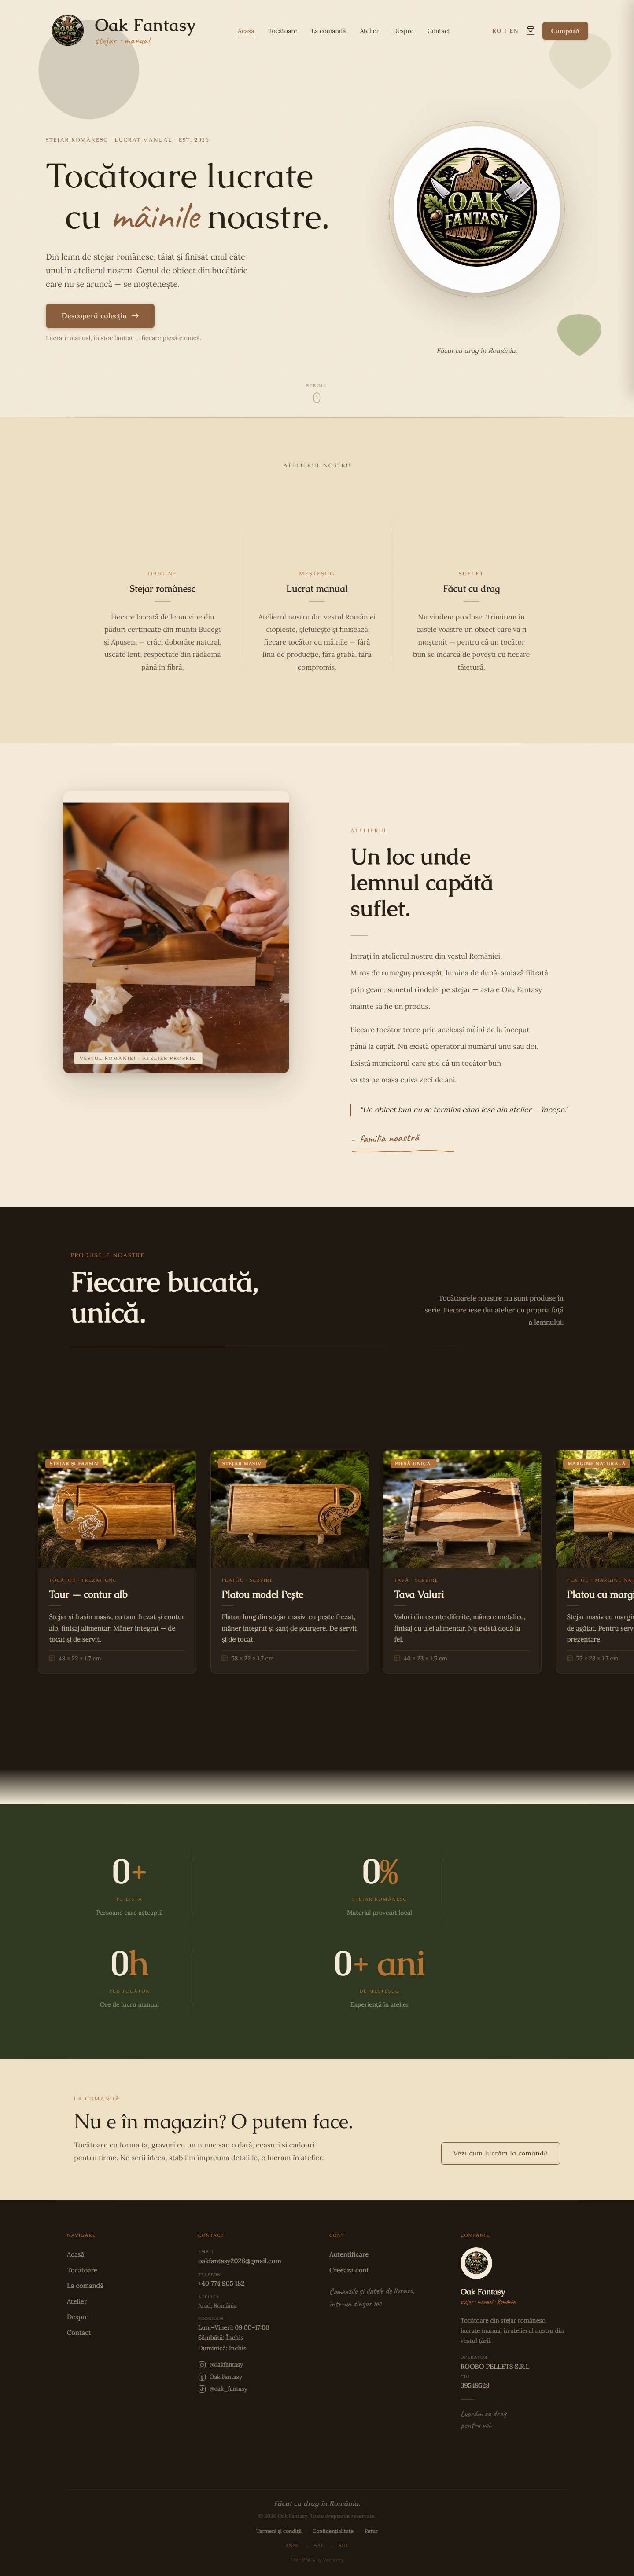 Oak Fantasy
stejar · manual
Acasă
Tocătoare
La comandă
Atelier
Despre
Contact
RO | EN
Cumpără
STEJAR ROMÂNESC · LUCRAT MANUAL · EST. 2026
Tocătoare lucrate
cu mâinile noastre.
OAK
FANTASY
Din lemn de stejar românesc, tăiat și finisat unul câte
unul în atelierul nostru. Genul de obiect din bucătărie
care nu se aruncă — se moștenește.
Descoperă colecția →
Lucrate manual, în stoc limitat — fiecare piesă e unică.
Făcut cu drag în România.
SCROLL
ATELIERUL NOSTRU
ORIGINE
Stejar românesc
Fiecare bucată de lemn vine din
păduri certificate din munții Bucegi
și Apuseni — crăci doborâte natural,
uscate lent, respectate din rădăcină
până în fibră.
MEȘTEȘUG
Lucrat manual
Atelierul nostru din vestul României
cioplește, șlefuiește și finisează
fiecare tocător cu mâinile — fără
linii de producție, fără grabă, fără
compromis.
SUFLET
Făcut cu drag
Nu vindem produse. Trimitem în
casele voastre un obiect care va fi
moștenit — pentru că un tocător
bun se încarcă de povești cu fiecare
tăietură.
VESTUL ROMÂNIEI · ATELIER PROPRIU
ATELIERUL
Un loc unde
lemnul capătă
suflet.
Intrați în atelierul nostru din vestul României.
Miros de rumeguș proaspăt, lumina de după-amiază filtrată
prin geam, sunetul rindelei pe stejar — asta e Oak Fantasy
înainte să fie un produs.
Fiecare tocător trece prin aceleași mâini de la început
până la capăt. Nu există operatorul numărul unu sau doi.
Există muncitorul care știe că un tocător bun
va sta pe masa cuiva zeci de ani.
"Un obiect bun nu se termină când iese din atelier — începe."
— familia noastră
PRODUSELE NOASTRE
Fiecare bucată,
unică.
Tocătoarele noastre nu sunt produse în
serie. Fiecare iese din atelier cu propria față
a lemnului.
STEJAR ȘI FRASIN
TOCĂTOR · FREZAT CNC
Taur — contur alb
Stejar și frasin masiv, cu taur frezat și contur
alb, finisaj alimentar. Mâner integrat — de
tocat și de servit.
48 × 22 × 1,7 cm
STEJAR MASIV
PLATOU · SERVIRE
Platou model Pește
Platou lung din stejar masiv, cu pește frezat,
mâner integrat și șanț de scurgere. De servit
și de tocat.
58 × 22 × 1,7 cm
PIESĂ UNICĂ
TAVĂ · SERVIRE
Tava Valuri
Valuri din esențe diferite, mânere metalice,
finisaj cu ulei alimentar. Nu există două la
fel.
40 × 23 × 1,5 cm
MARGINE NATURALĂ
PLATOU · MARGINE NAT
Platou cu margi
Stejar masiv cu margin
de agățat. Pentru serv
prezentare.
75 × 28 × 1,7 cm
0+
PE LISTĂ
Persoane care așteaptă
0%
STEJAR ROMÂNESC
Material provenit local
0h
PER TOCĂTOR
Ore de lucru manual
0+ ani
DE MEȘTEȘUG
Experiență în atelier
LA COMANDĂ
Nu e în magazin? O putem face.
Tocătoare cu forma ta, gravuri cu un nume sau o dată, ceasuri și cadouri
pentru firme. Ne scrii ideea, stabilim împreună detaliile, o lucrăm în atelier.
Vezi cum lucrăm la comandă
NAVIGARE
Acasă
Tocătoare
La comandă
Atelier
Despre
Contact
CONTACT
EMAIL
oakfantasy2026@gmail.com
TELEFON
+40 774 905 182
ATELIER
Arad, România
PROGRAM
Luni–Vineri: 09:00–17:00
Sâmbătă: Închis
Duminică: Închis
@oakfantasy
Oak Fantasy
@oak_fantasy
CONT
Autentificare
Creează cont
Comenzile și datele de livrare,
într-un singur loc.
COMPANIE
Oak Fantasy
stejar · manual · România
Tocătoare din stejar românesc,
lucrate manual în atelierul nostru din
vestul țării.
OPERATOR
ROOBO PELLETS S.R.L
CUI
39549528
Lucrăm cu drag
pentru voi.
Făcut cu drag în România.
© 2026 Oak Fantasy. Toate drepturile rezervate.
Termeni și condiții · Confidențialitate · Retur
ANPC · SAL · SOL